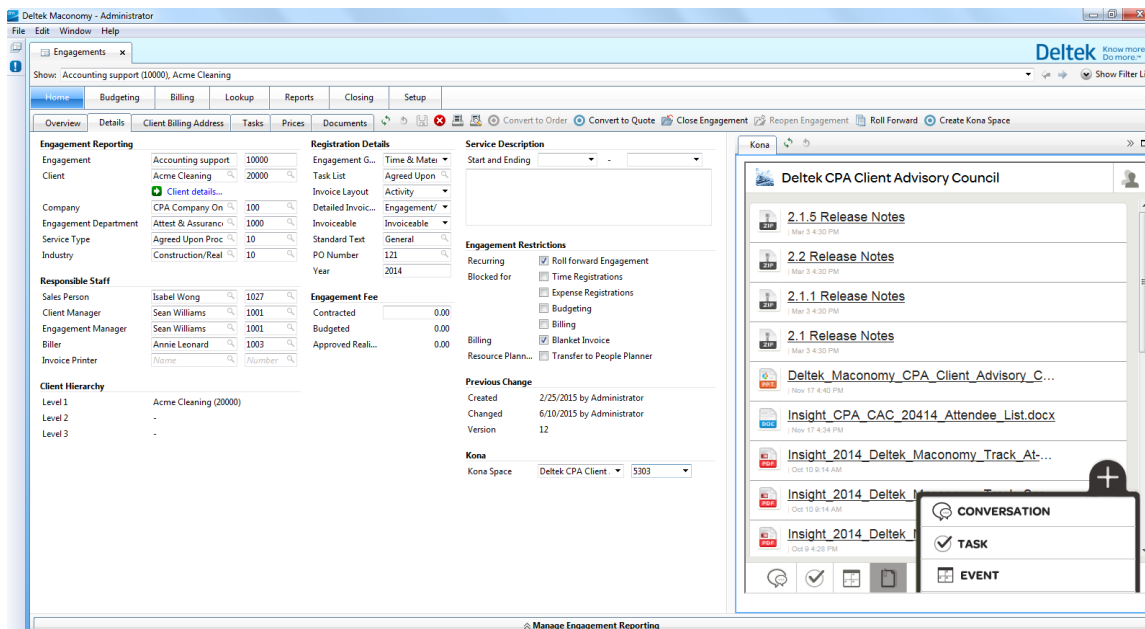 Deltek Maconomy - Administrator
File Edit Window Help
Engagements
Deltek Know more. Do more.™
Show: Accounting support (10000), Acme Cleaning
Show Filter Li
Home Budgeting Billing Lookup Reports Closing Setup
Overview Details Client Billing Address Tasks Prices Documents Convert to Order Convert to Quote Close Engagement Reopen Engagement Roll Forward Create Kona Space
Engagement Reporting
Engagement Accounting support 10000
Client Acme Cleaning 20000
Client details...
Company CPA Company On 100
Engagement Department Attest & Assuranc 1000
Service Type Agreed Upon Proc 10
Industry Construction/Real 10
Responsible Staff
Sales Person Isabel Wong 1027
Client Manager Sean Williams 1001
Engagement Manager Sean Williams 1001
Biller Annie Leonard 1003
Invoice Printer Name Number
Client Hierarchy
Level 1 Acme Cleaning (20000)
Level 2 -
Level 3 -
Registration Details
Engagement G... Time & Mater
Task List Agreed Upon
Invoice Layout Activity
Detailed Invoic... Engagement/
Invoiceable Invoiceable
Standard Text General
PO Number 121
Year 2014
Engagement Fee
Contracted 0.00
Budgeted 0.00
Approved Reali... 0.00
Service Description
Start and Ending -
Engagement Restrictions
Recurring Roll forward Engagement
Blocked for Time Registrations
Expense Registrations
Budgeting
Billing
Billing Blanket Invoice
Resource Plann... Transfer to People Planner
Previous Change
Created 2/25/2015 by Administrator
Changed 6/10/2015 by Administrator
Version 12
Kona
Kona Space Deltek CPA Client . 5303
Kona
Deltek CPA Client Advisory Council
ZIP 2.1.5 Release Notes
Mar 3 4:30 PM
ZIP 2.2 Release Notes
Mar 3 4:30 PM
ZIP 2.1.1 Release Notes
Mar 3 4:30 PM
ZIP 2.1 Release Notes
Mar 3 4:30 PM
PPT Deltek_Maconomy_CPA_Client_Advisory_C...
Nov 17 4:40 PM
DOC Insight_CPA_CAC_20414_Attendee_List.docx
Nov 17 4:34 PM
PDF Insight_2014_Deltek_Maconomy_Track_At-...
Oct 10 9:14 AM
PDF Insight_2014_Deltek_
Oct 10 9:14 AM
PDF Insight_2014_Deltek_
Oct 9 4:28 PM
CONVERSATION
TASK
EVENT
Manage Engagement Reporting